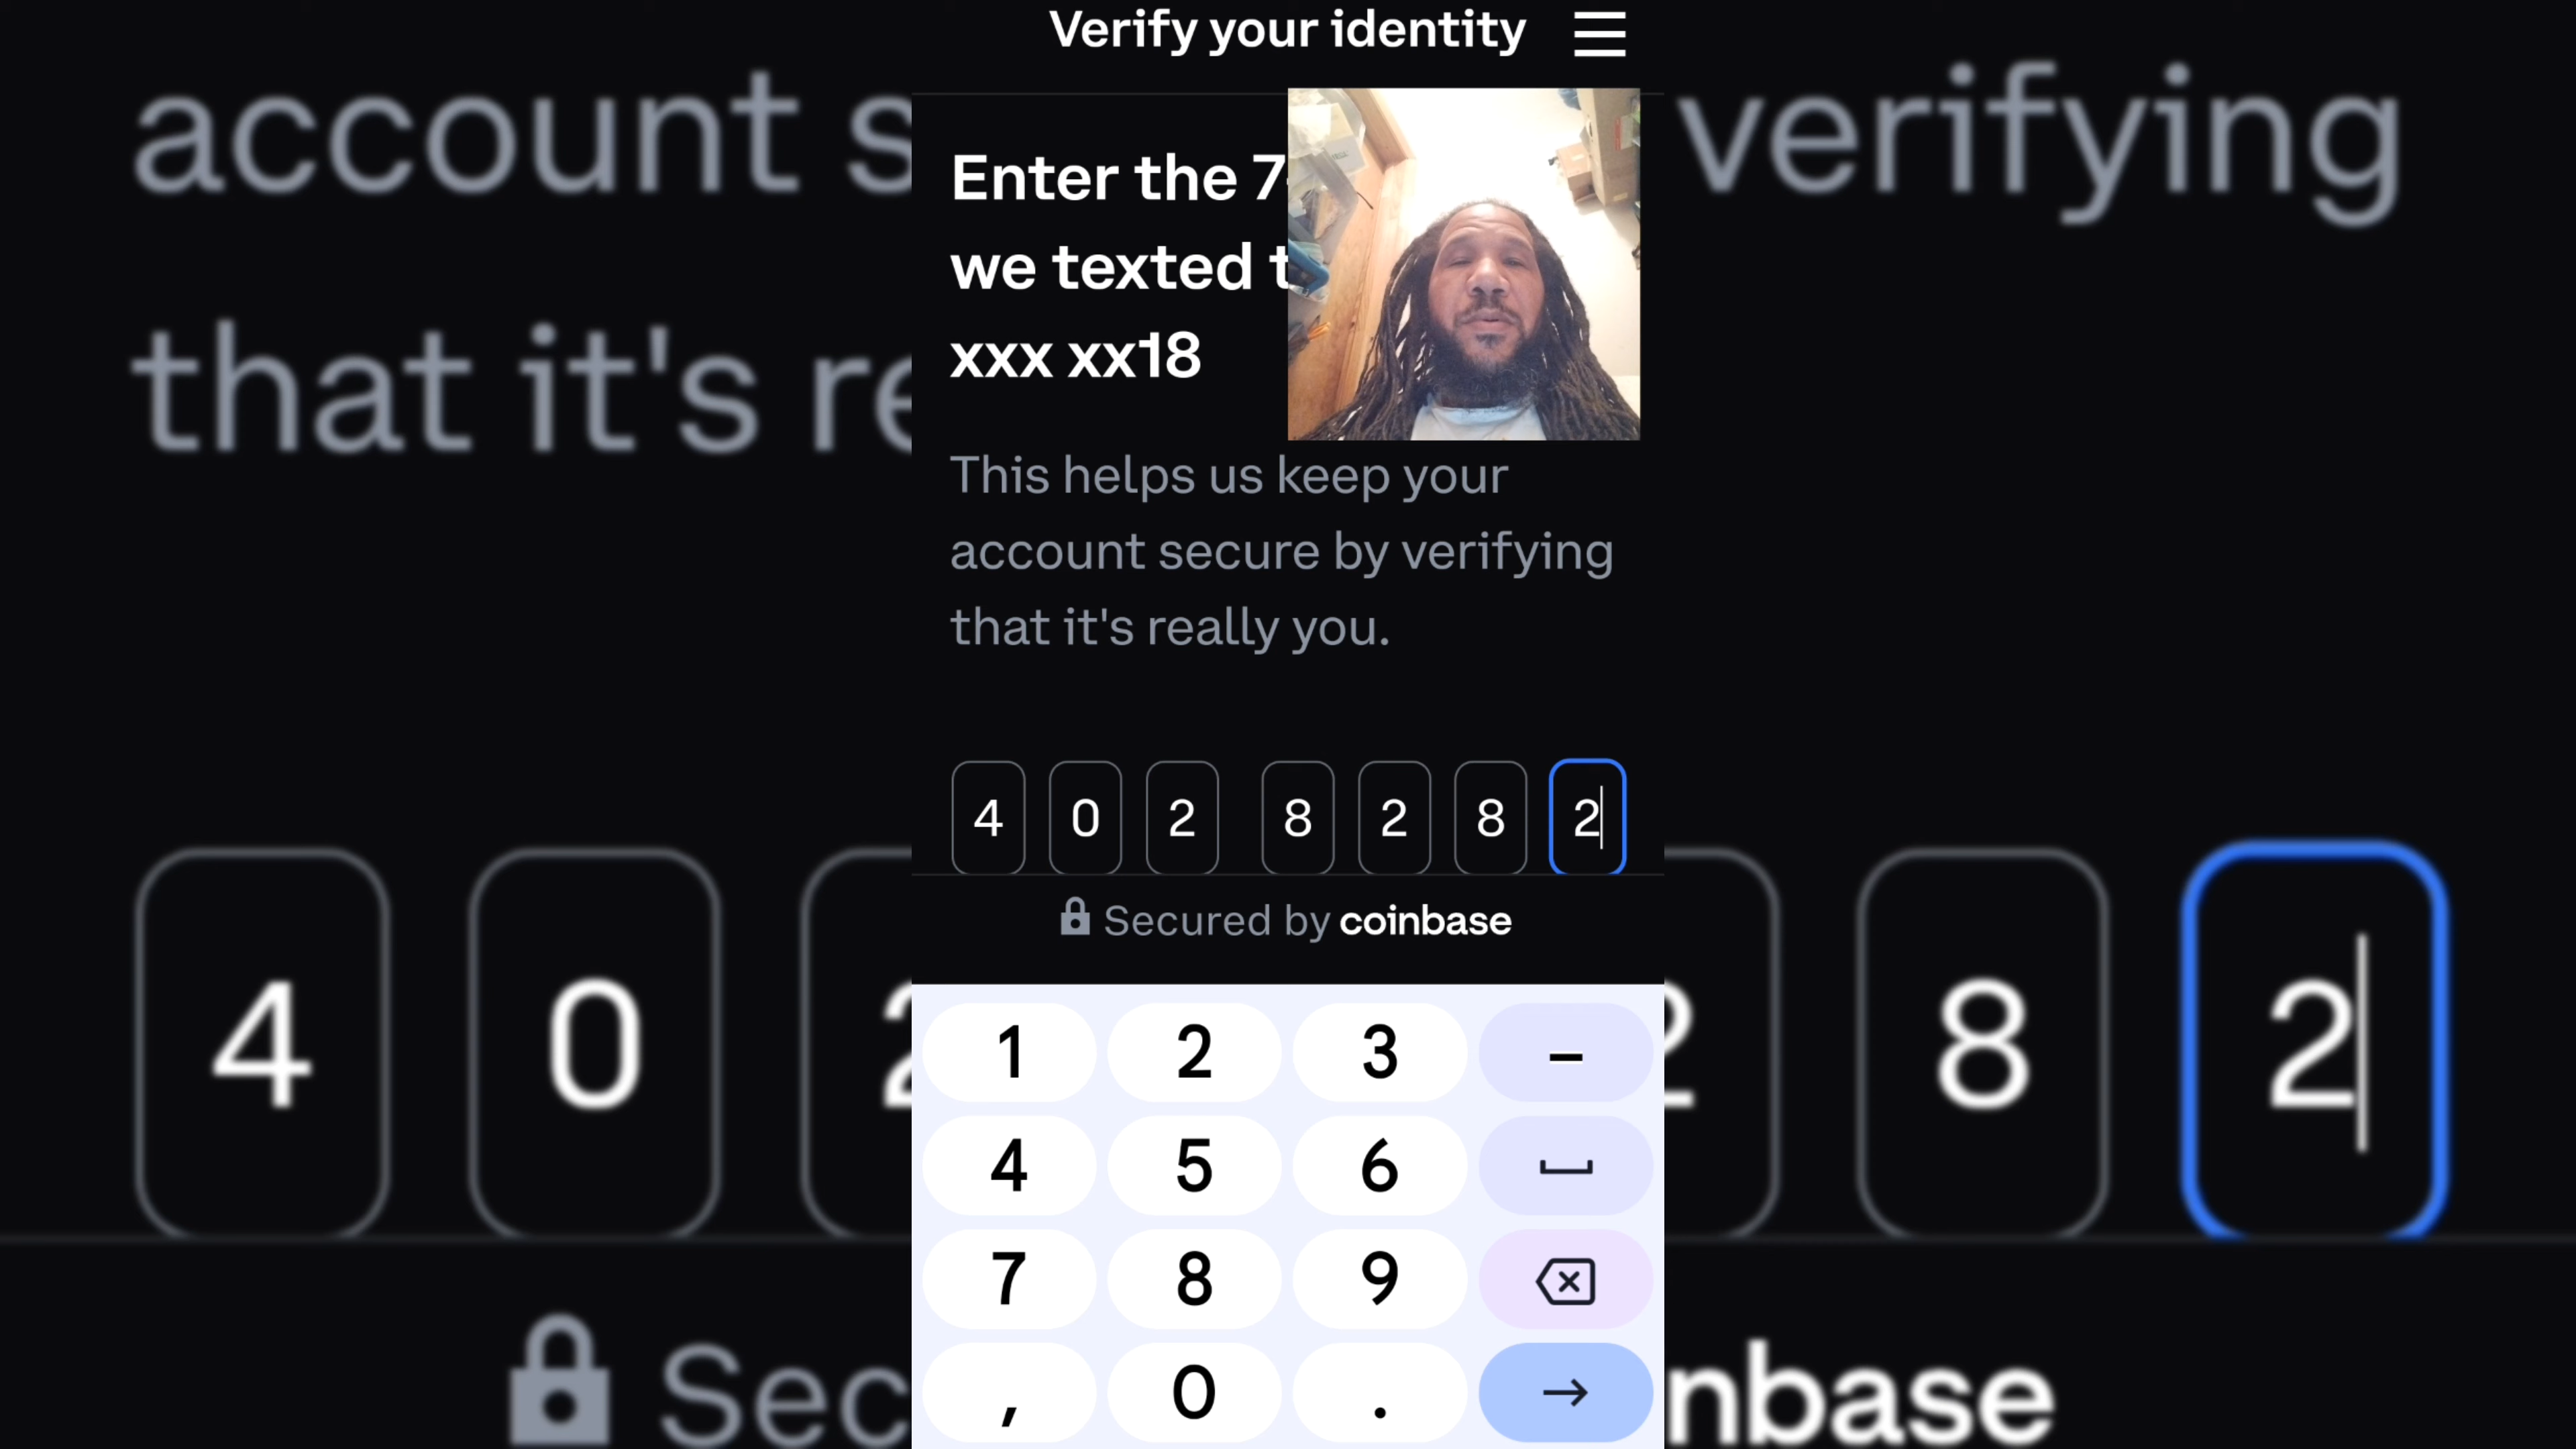 Verify your identity
Enter the 7
we texted t
xxx xx18
This helps us keep your
account secure by verifying
that it's really you.
4 0 2 8 2 8 2
Secured by coinbase
1 2 3 –
4 5 6
7 8 9
, 0 .
account s
verifying
that it's re
4 0 2
2 8 2
Sec
nbase